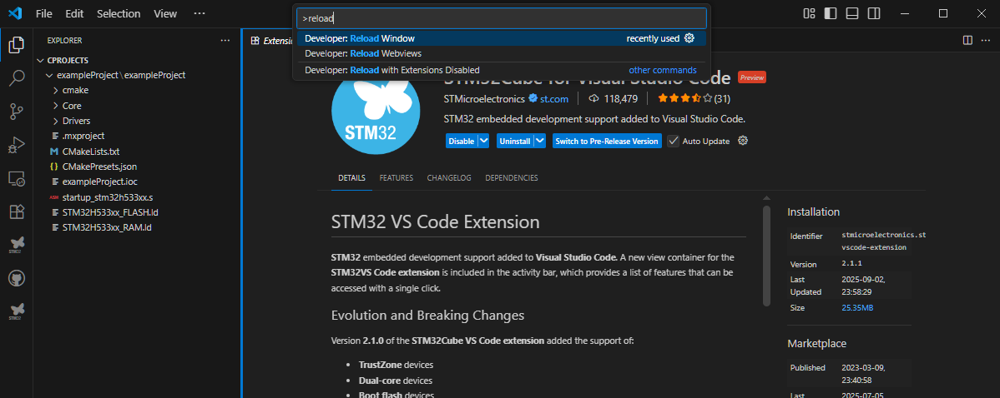 File Edit Selection View ···
>reload
Developer: Reload Window recently used
Developer: Reload Webviews
Developer: Reload with Extensions Disabled other commands
EXPLORER ···
CPROJECTS
exampleProject \ exampleProject
cmake
Core
Drivers
.mxproject
CMakeLists.txt
CMakePresets.json
exampleProject.ioc
ASM startup_stm32h533xx.s
STM32H533xx_FLASH.ld
STM32H533xx_RAM.ld
STM32
STM32
Extensio
STM32
STM32Cube for Visual Studio Code Preview
STMicroelectronics st.com 118,479 (31)
STM32 embedded development support added to Visual Studio Code.
Disable Uninstall Switch to Pre-Release Version Auto Update
DETAILS FEATURES CHANGELOG DEPENDENCIES
STM32 VS Code Extension
STM32 embedded development support added to Visual Studio Code. A new view container for the
STM32VS Code extension is included in the activity bar, which provides a list of features that can be
accessed with a single click.
Evolution and Breaking Changes
Version 2.1.0 of the STM32Cube VS Code extension added the support of:
• TrustZone devices
• Dual-core devices
• Boot flash devices
Installation
Identifier stmicroelectronics.st
vscode-extension
Version 2.1.1
Last 2025-09-02,
Updated 23:58:29
Size 25.35MB
Marketplace
Published 2023-03-09,
23:40:58
Last 2025-07-05